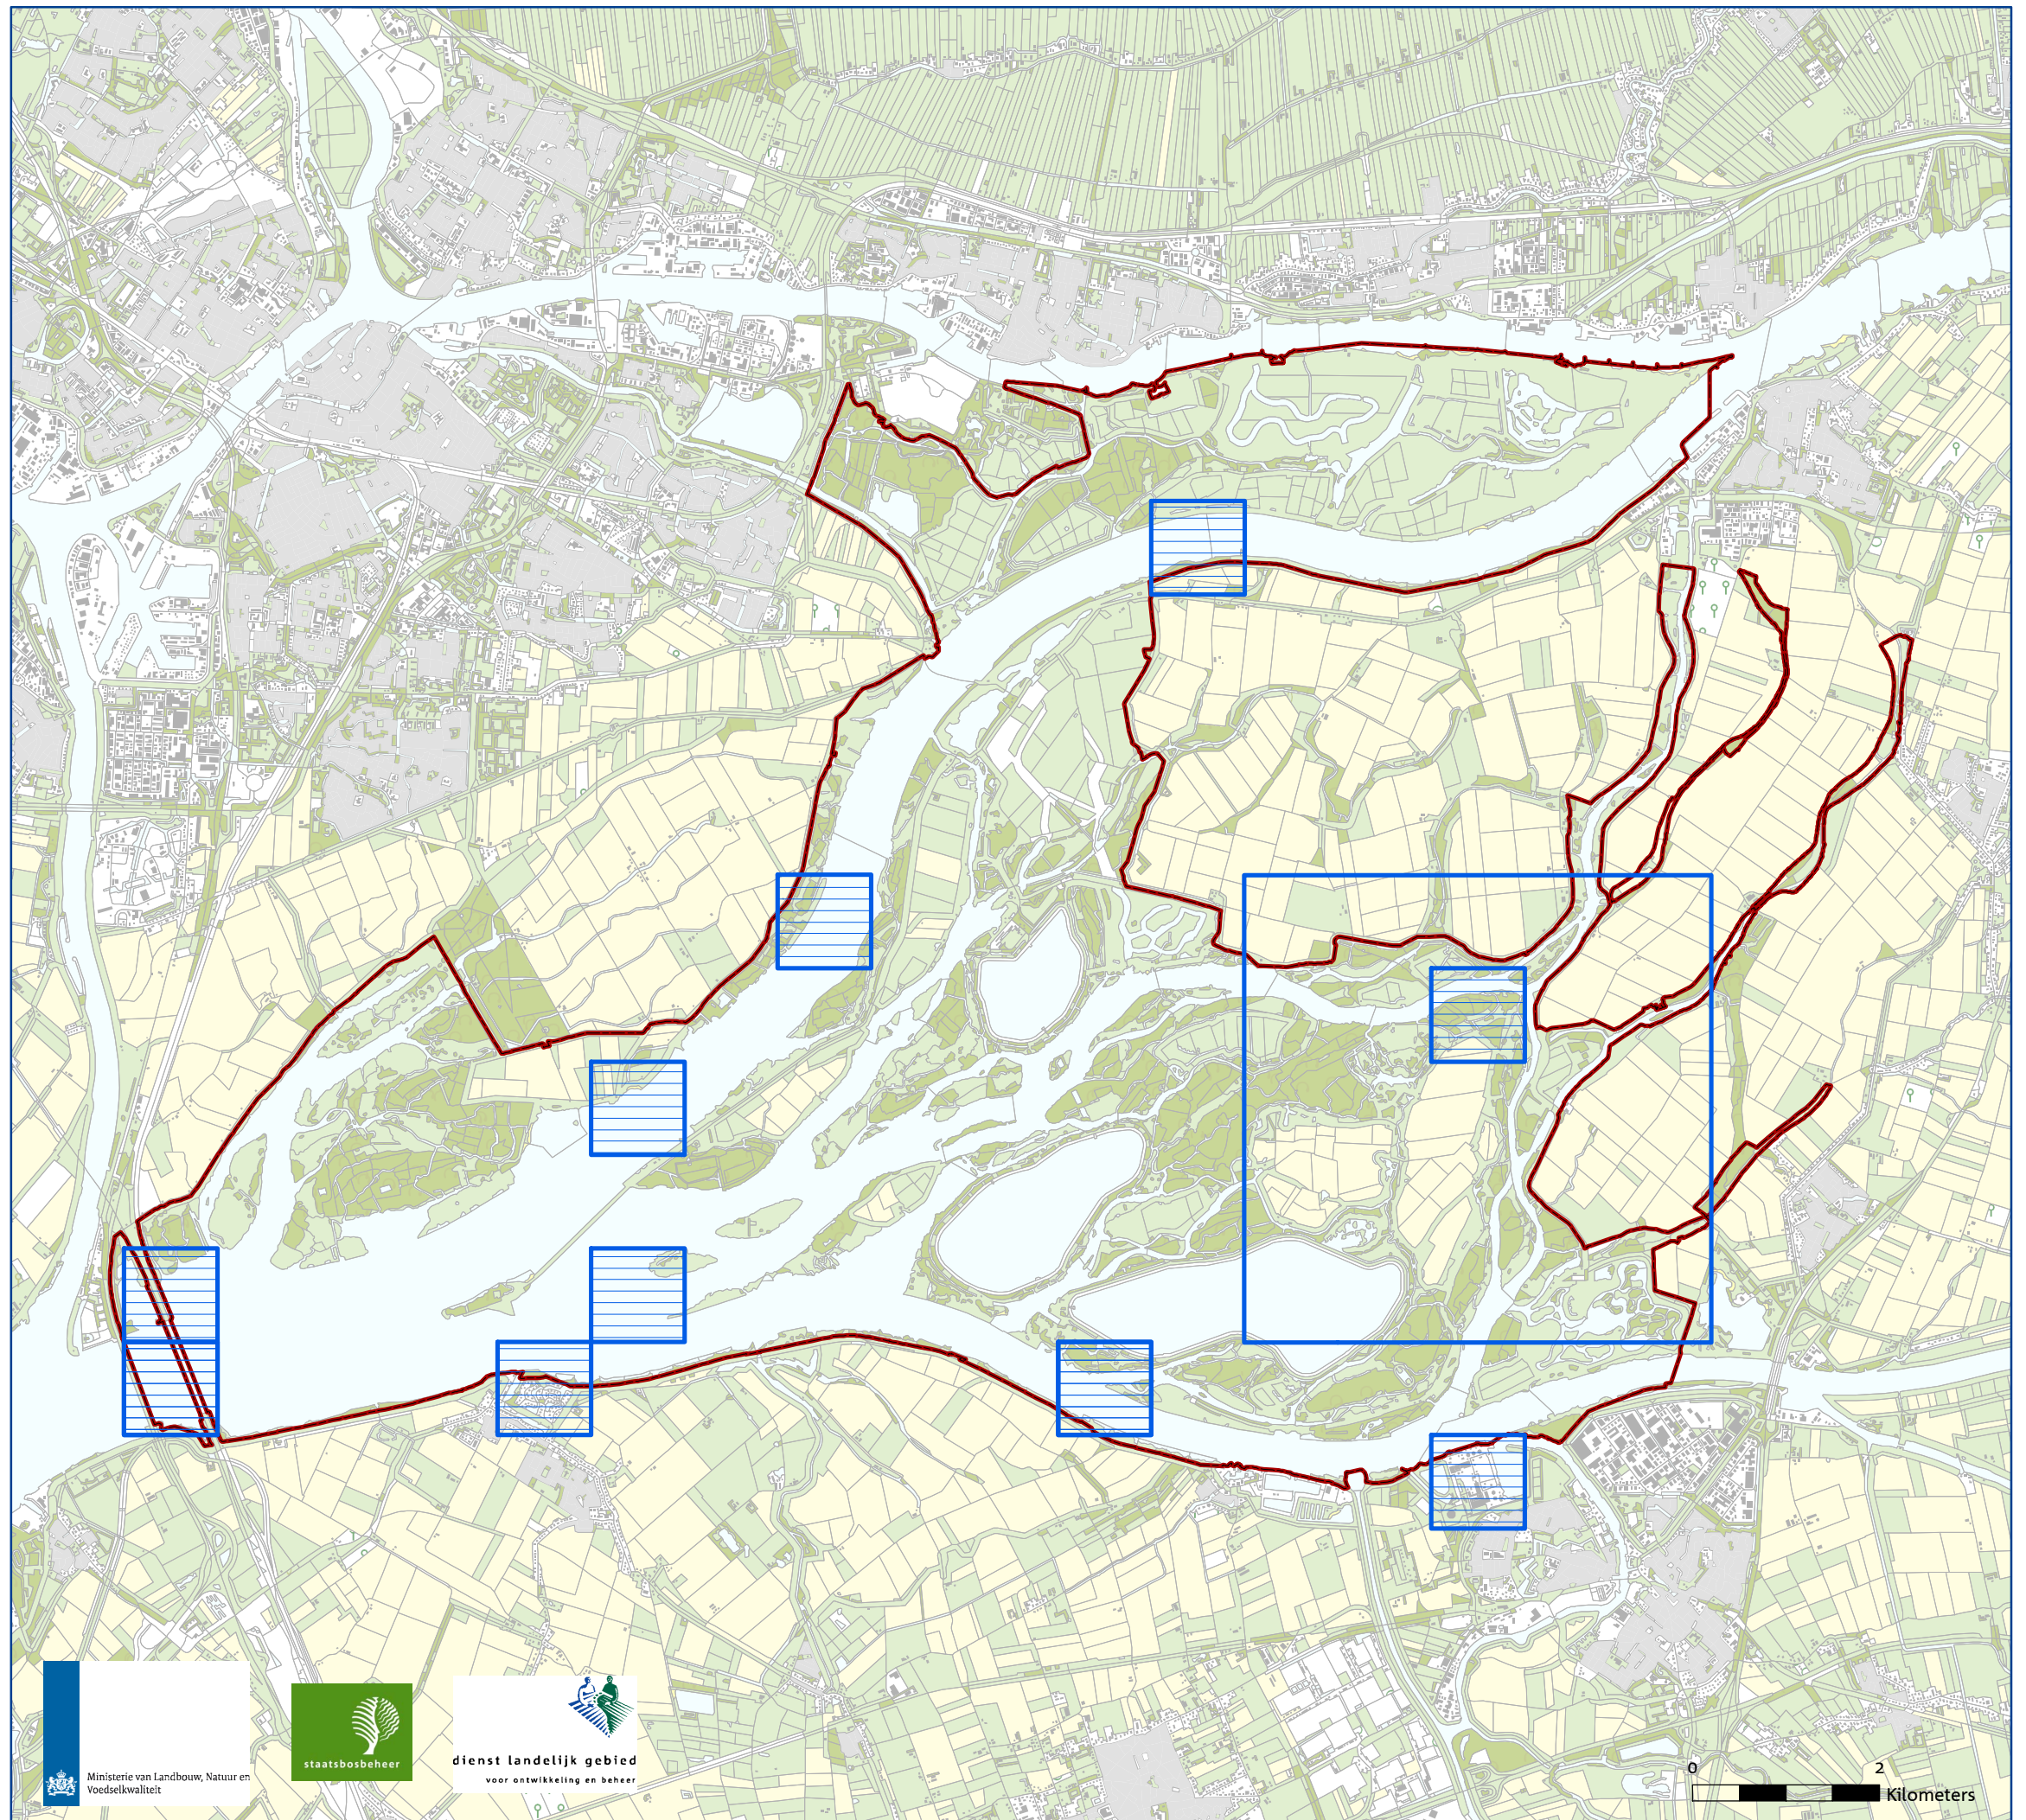 Ministerie van Landbouw, Natuur en
Voedselkwaliteit
staatsbosbeheer
dienst landelijk gebied
voor ontwikkeling en beheer
0 2
Kilometers